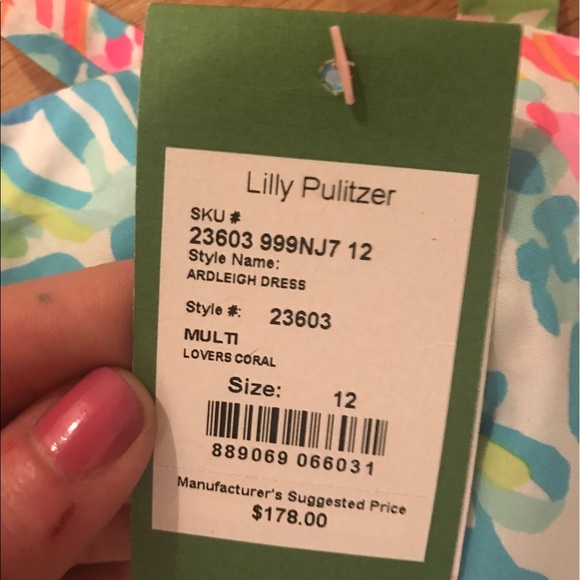 Lilly Pulitzer
SKU #
23603 999NJ7 12
Style Name:
ARDLEIGH DRESS
Style #: 23603
MULTI
LOVERS CORAL
Size: 12
889069 066031
Manufacturer's Suggested Price
$178.00